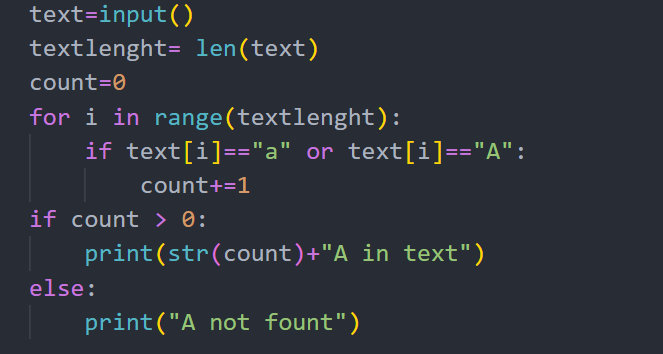 text=input()
textlenght= len(text)
count=0
for i in range(textlenght):
    if text[i]=="a" or text[i]=="A":
        count+=1
if count > 0:
    print(str(count)+"A in text")
else:
    print("A not fount")